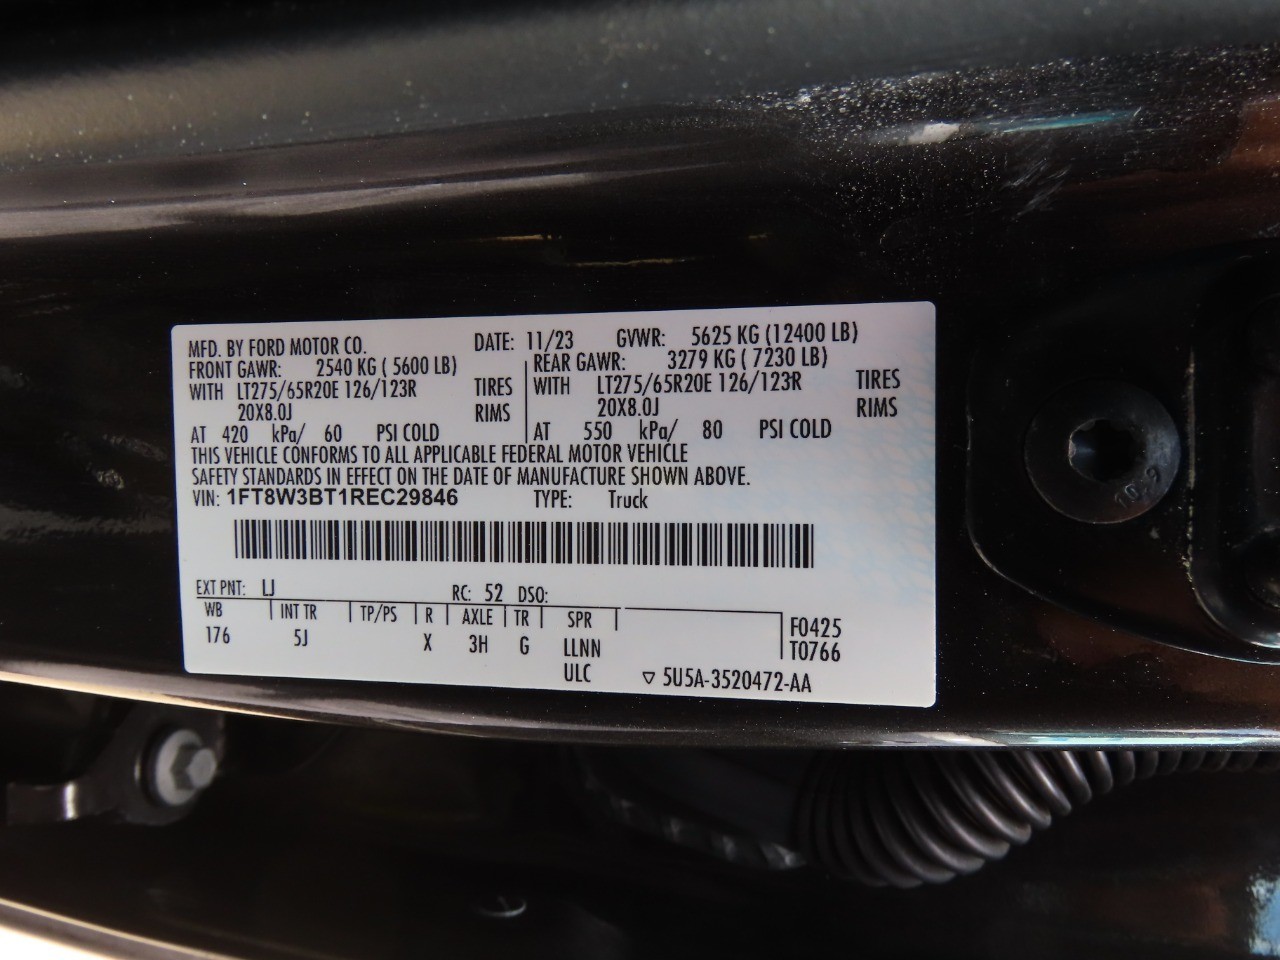 MFD. BY FORD MOTOR CO. DATE: 11/23 GVWR: 5625 KG (12400 LB)
FRONT GAWR: 2540 KG ( 5600 LB) REAR GAWR: 3279 KG ( 7230 LB)
WITH LT275/65R20E 126/123R TIRES WITH LT275/65R20E 126/123R TIRES
20X8.0J RIMS 20X8.0J RIMS
AT 420 kPa/ 60 PSI COLD AT 550 kPa/ 80 PSI COLD
THIS VEHICLE CONFORMS TO ALL APPLICABLE FEDERAL MOTOR VEHICLE
SAFETY STANDARDS IN EFFECT ON THE DATE OF MANUFACTURE SHOWN ABOVE.
VIN: 1FT8W3BT1REC29846 TYPE: Truck
EXT PNT: LJ RC: 52 DSO:
WB INT TR TP/PS R AXLE TR SPR F0425
176 5J X 3H G LLNN T0766
ULC ▽ 5U5A-3520472-AA
10.9